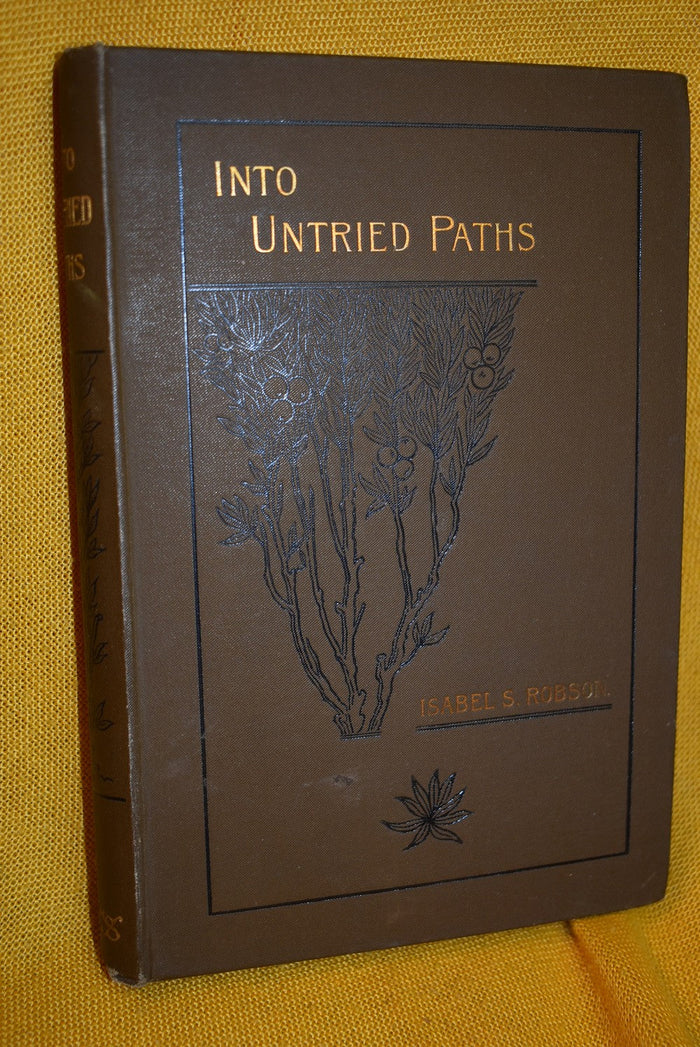 INTO
UNTRIED PATHS
ISABEL S. ROBSON.